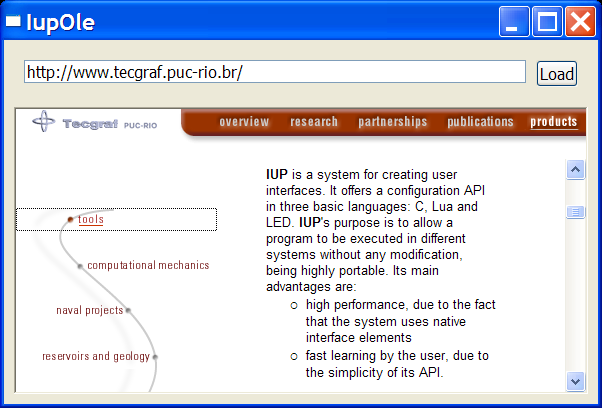 IupOle
http://www.tecgraf.puc-rio.br/
Load
Tecgraf PUC-RIO
overview research partnerships publications products
tools
computational mechanics
naval projects
reservoirs and geology
IUP is a system for creating user
interfaces. It offers a configuration API
in three basic languages: C, Lua and
LED. IUP's purpose is to allow a
program to be executed in different
systems without any modification,
being highly portable. Its main
advantages are:
high performance, due to the fact
that the system uses native
interface elements
fast learning by the user, due to
the simplicity of its API.